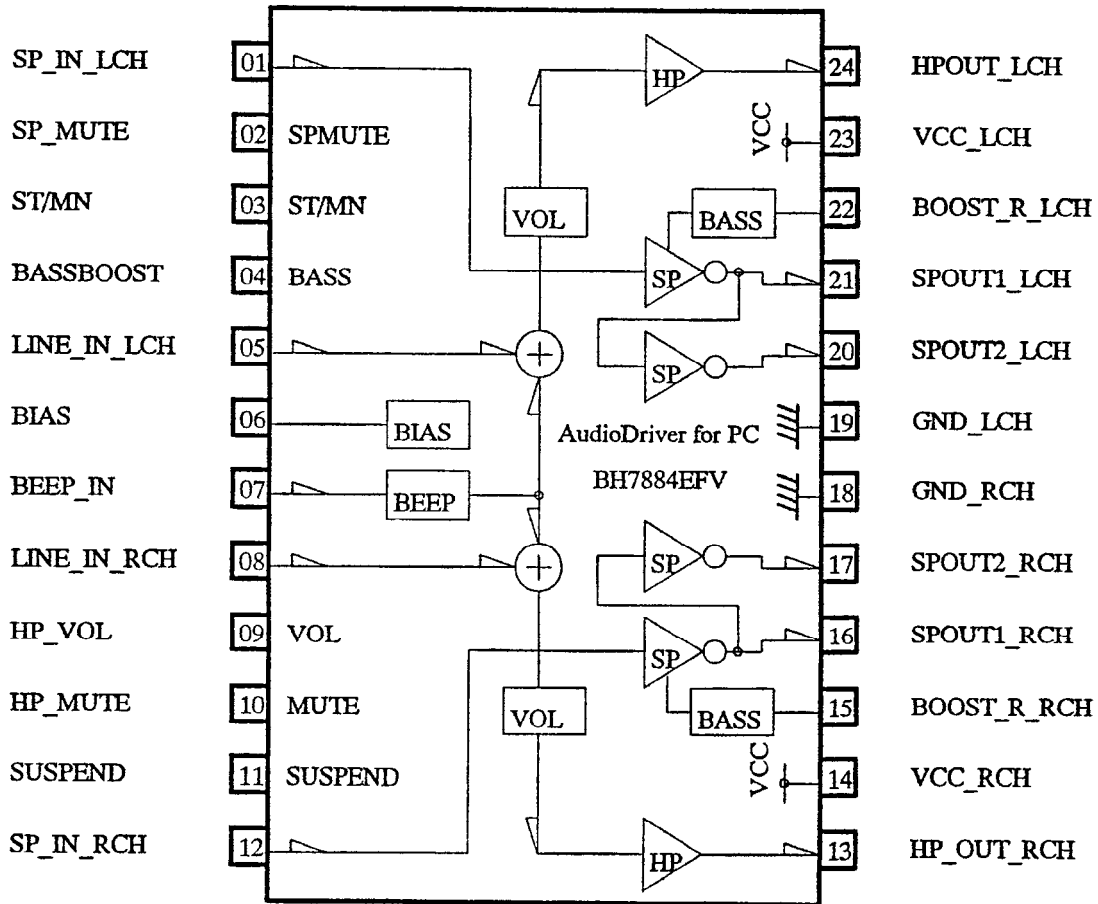 SP_IN_LCH 01 HP 24 HPOUT_LCH
SP_MUTE 02 SPMUTE VCC 23 VCC_LCH
ST/MN 03 ST/MN VOL BASS 22 BOOST_R_LCH
BASSBOOST 04 BASS SP 21 SPOUT1_LCH
LINE_IN_LCH 05 SP 20 SPOUT2_LCH
BIAS 06 BIAS AudioDriver for PC 19 GND_LCH
BEEP_IN 07 BEEP BH7884EFV 18 GND_RCH
LINE_IN_RCH 08 SP 17 SPOUT2_RCH
HP_VOL 09 VOL SP 16 SPOUT1_RCH
HP_MUTE 10 MUTE VOL BASS 15 BOOST_R_RCH
SUSPEND 11 SUSPEND VCC 14 VCC_RCH
SP_IN_RCH 12 HP 13 HP_OUT_RCH